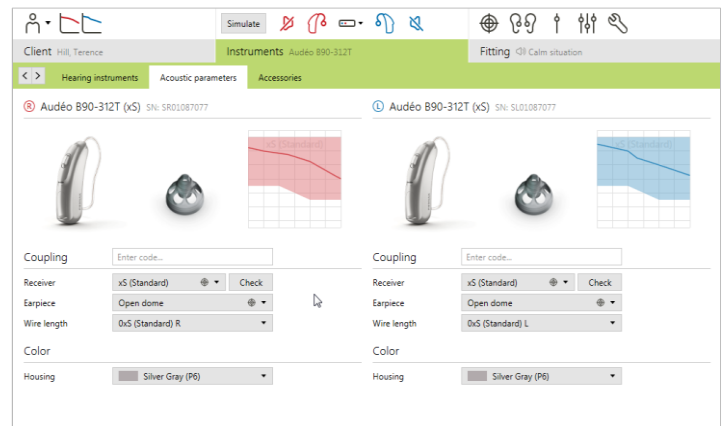 Simulate
Client Hill, Terence
Instruments Audéo B90-312T
Fitting Calm situation
< >
Hearing instruments
Acoustic parameters
Accessories
R Audéo B90-312T (xS) SN: SR01087077
xS (Standard)
Coupling
Enter code...
Receiver
xS (Standard)
Check
Earpiece
Open dome
Wire length
0xS (Standard) R
Color
Housing
Silver Gray (P6)
L Audéo B90-312T (xS) SN: SL01087077
xS (Standard)
Coupling
Enter code...
Receiver
xS (Standard)
Check
Earpiece
Open dome
Wire length
0xS (Standard) L
Color
Housing
Silver Gray (P6)